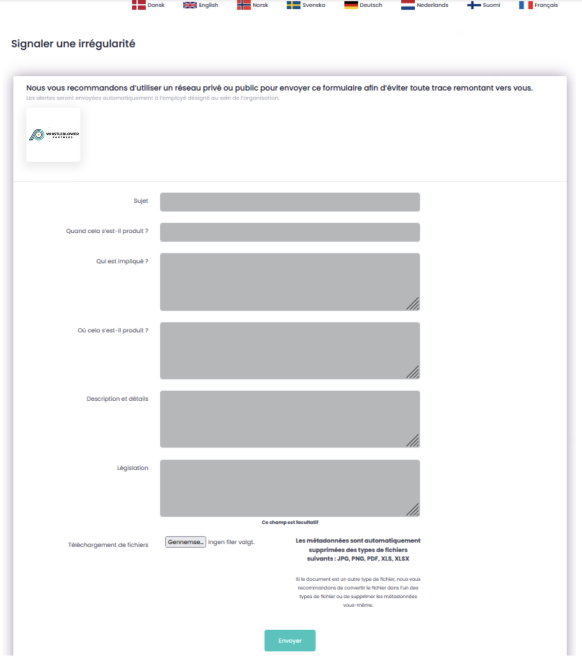 Dansk English Norsk Svenska Deutsch Nederlands Suomi Français
Signaler une irrégularité
Nous vous recommandons d'utiliser un réseau privé ou public pour envoyer ce formulaire afin d'éviter toute trace remontant vers vous.
Les alertes seront envoyées automatiquement à l'employé désigné au sein de l'organisation.
WHISTLEBLOWER
PARTNERS
Sujet
Quand cela s'est-il produit ?
Qui est impliqué ?
Où cela s'est-il produit ?
Description et détails
Législation
Ce champ est facultatif
Téléchargement de fichiers
Gennemse... Ingen filer valgt.
Les métadonnées sont automatiquement
supprimées des types de fichiers
suivants : JPG, PNG, PDF, XLS, XLSX
Si le document est un autre type de fichier, nous vous
recommandons de convertir le fichier dans l'un des
types de fichier ou de supprimer les métadonnées
vous-même.
Envoyer